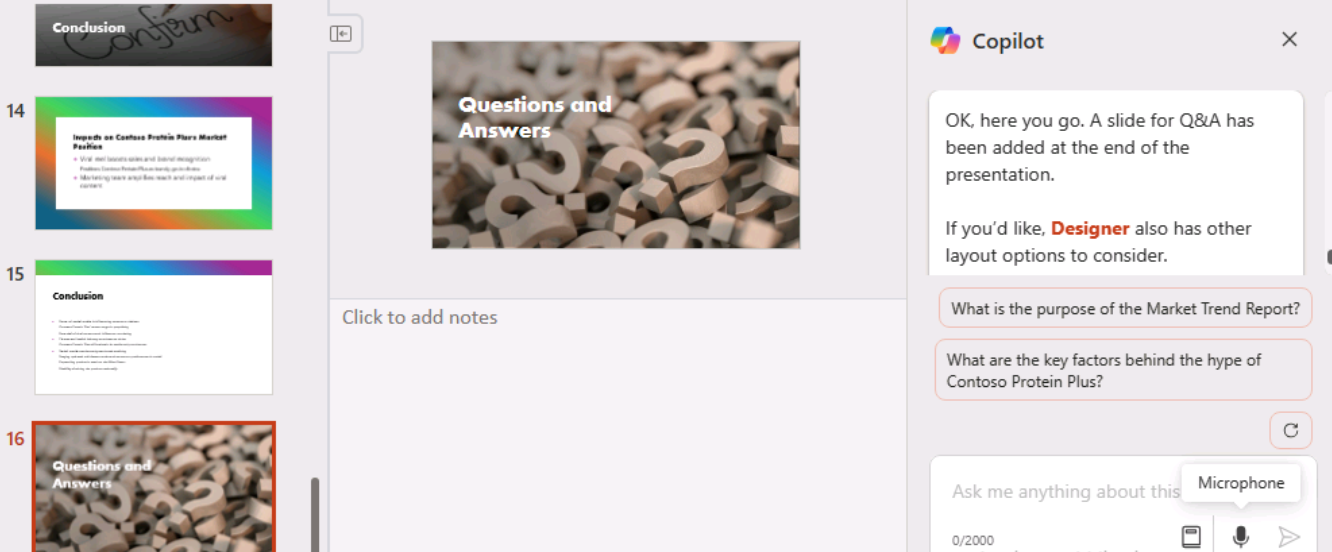 Conclusion
14
Impacts on Contoso Protein Plus's Market
Position
Viral reel boosts sales and brand recognition
Positions Contoso Protein Plus as trendy go-to choice
Marketing team amplifies reach and impact of viral
content
15
Conclusion
16
Questions and
Answers
Questions and
Answers
Click to add notes
Copilot
OK, here you go. A slide for Q&A has
been added at the end of the
presentation.
If you'd like, Designer also has other
layout options to consider.
What is the purpose of the Market Trend Report?
What are the key factors behind the hype of
Contoso Protein Plus?
Ask me anything about this
Microphone
0/2000